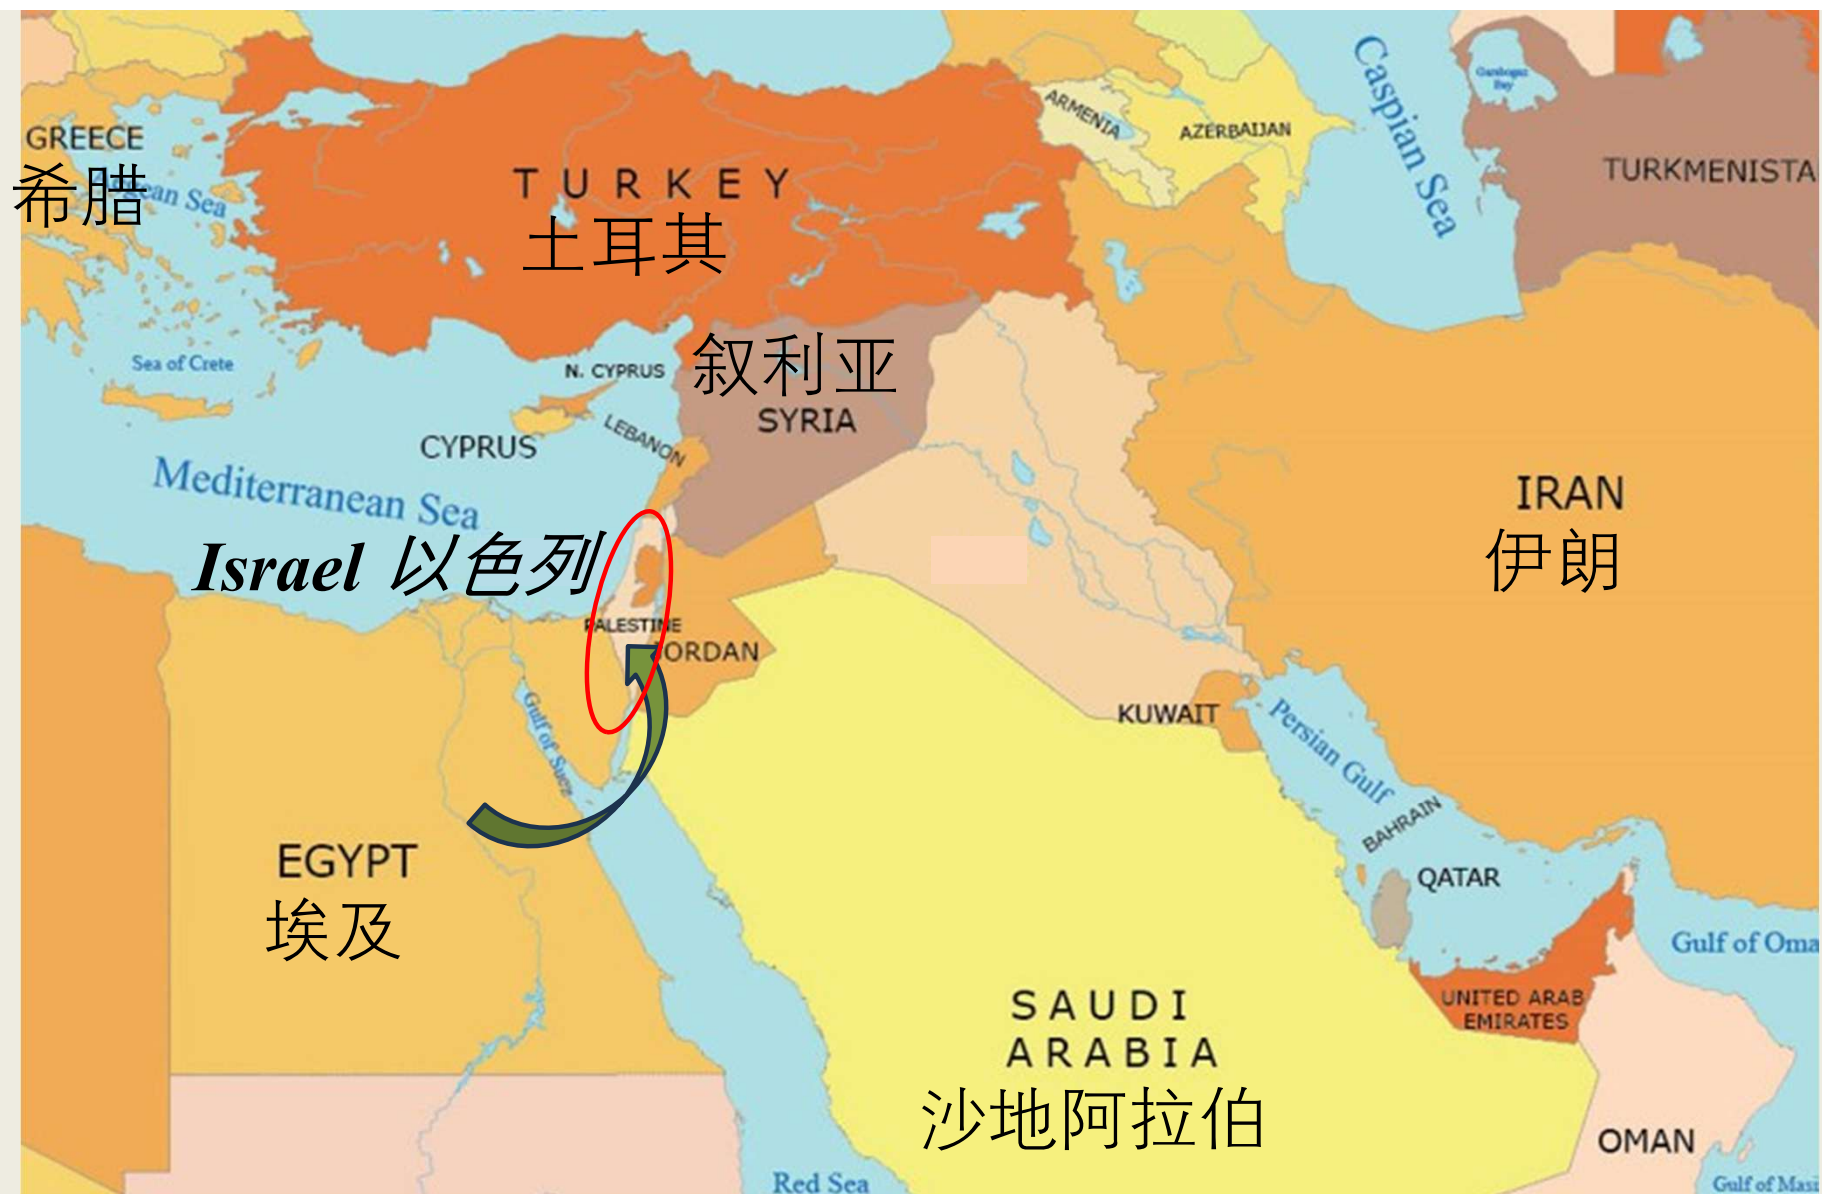 Caspian Sea
Garabogaz
Bay
ARMENIA
AZERBAIJAN
GREECE
希腊
Aegean Sea
T U R K E Y
土耳其
TURKMENISTA
Sea of Crete
N. CYPRUS
叙利亚
SYRIA
CYPRUS
LEBANON
Mediterranean Sea
IRAN
伊朗
Israel 以色列
PALESTINE
JORDAN
Gulf of Suez
KUWAIT
Persian Gulf
BAHRAIN
EGYPT
埃及
QATAR
Gulf of Oma
UNITED ARAB
EMIRATES
SAUDI
ARABIA
沙地阿拉伯
OMAN
Red Sea
Gulf of Masi